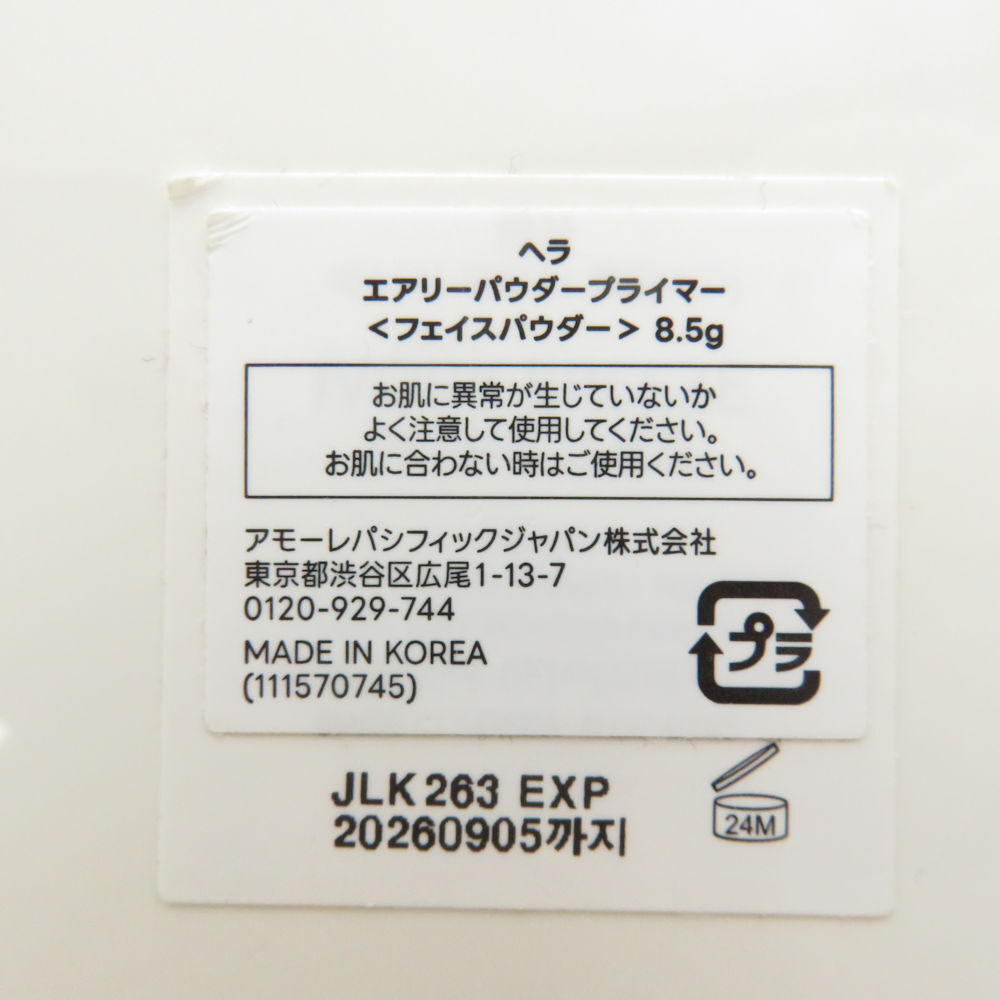 ヘラ
エアリーパウダープライマー
<フェイスパウダー> 8.5g
お肌に異常が生じていないか
よく注意して使用してください。
お肌に合わない時はご使用ください。
アモーレパシフィックジャパン株式会社
東京都渋谷区広尾1-13-7
0120-929-744
MADE IN KOREA
(111570745)
プラ
JLK263 EXP
20260905까지
24M